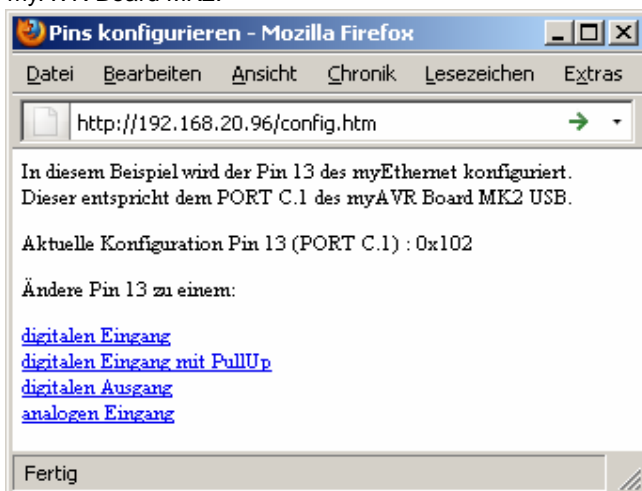 Pins konfigurieren - Mozilla Firefox
Datei Bearbeiten Ansicht Chronik Lesezeichen Extras
http://192.168.20.96/config.htm
In diesem Beispiel wird der Pin 13 des myEthernet konfiguriert.
Dieser entspricht dem PORT C.1 des myAVR Board MK2 USB.
Aktuelle Konfiguration Pin 13 (PORT C.1) : 0x102
Ändere Pin 13 zu einem:
digitalen Eingang
digitalen Eingang mit PullUp
digitalen Ausgang
analogen Eingang
Fertig